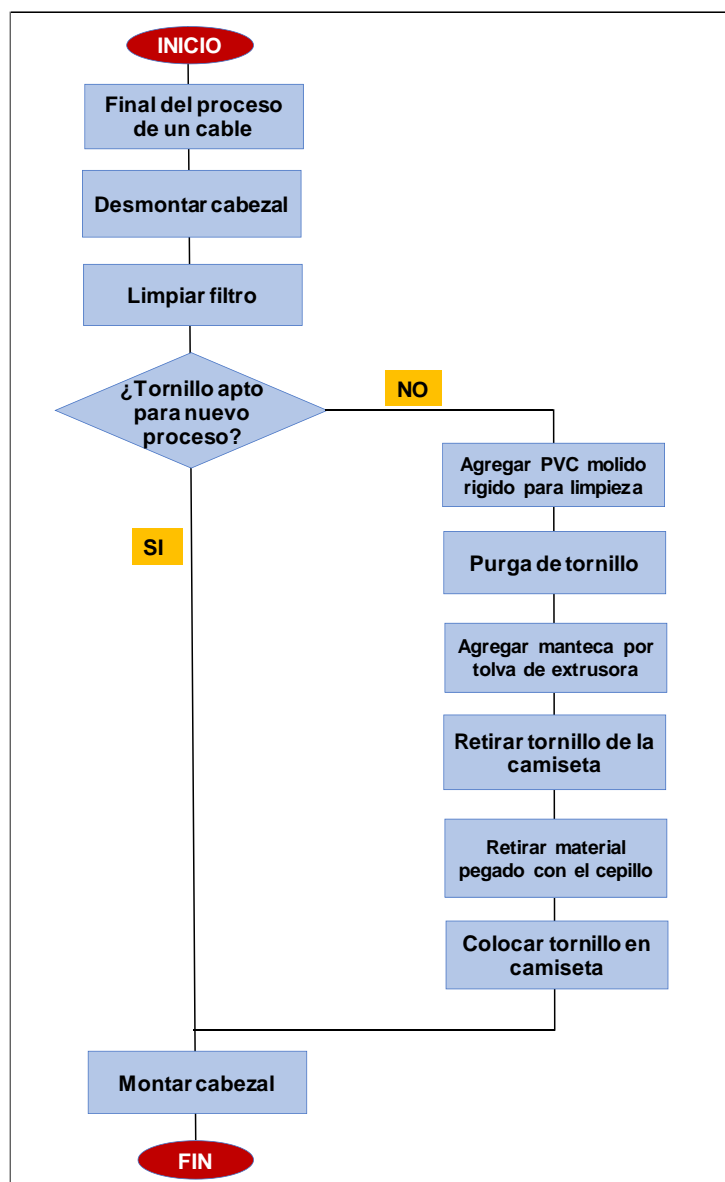 INICIO
Final del proceso
de un cable
Desmontar cabezal
Limpiar filtro
¿Tornillo apto
para nuevo
proceso?
NO
Agregar PVC molido
rigido para limpieza
SI
Purga de tornillo
Agregar manteca por
tolva de extrusora
Retirar tornillo de la
camiseta
Retirar material
pegado con el cepillo
Colocar tornillo en
camiseta
Montar cabezal
FIN